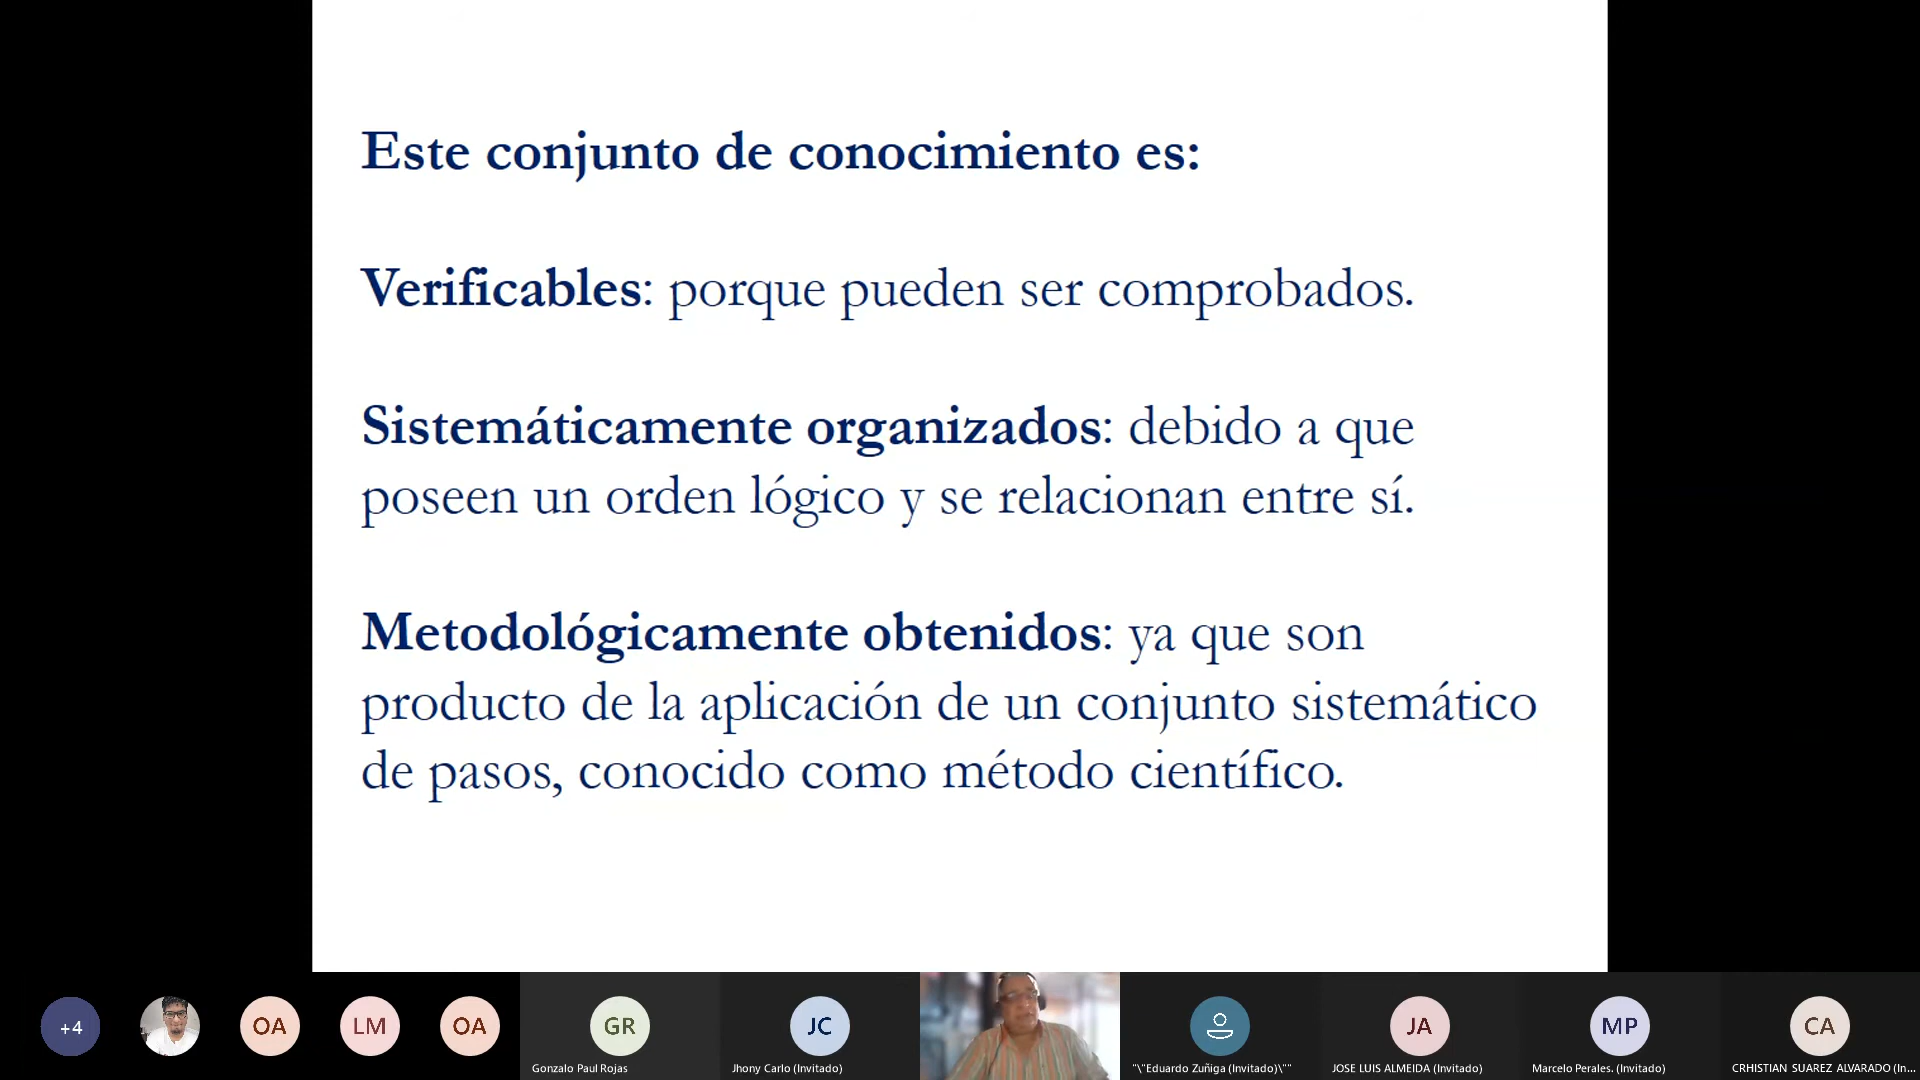 Este conjunto de conocimiento es:
Verificables: porque pueden ser comprobados.
Sistemáticamente organizados: debido a que
poseen un orden lógico y se relacionan entre sí.
Metodológicamente obtenidos: ya que son
producto de la aplicación de un conjunto sistemático
de pasos, conocido como método científico.
+4
OA
LM
OA
GR
JC
JA
MP
CA
Gonzalo Paul Rojas
Jhony Carlo (Invitado)
"\"Eduardo Zuñiga (Invitado)\""
JOSE LUIS ALMEIDA (Invitado)
Marcelo Perales. (Invitado)
CRHISTIAN SUAREZ ALVARADO (In...